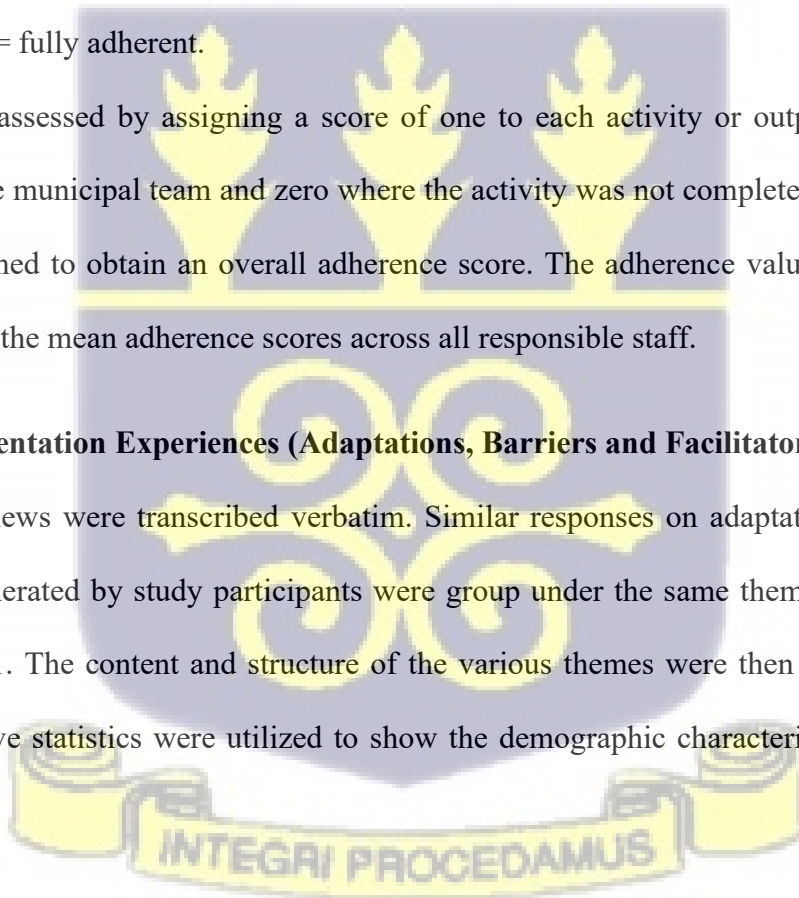 = fully adherent.
assessed by assigning a score of one to each activity or outp
municipal team and zero where the activity was not complete
ned to obtain an overall adherence score. The adherence valu
the mean adherence scores across all responsible staff.
entation Experiences (Adaptations, Barriers and Facilitator
iews were transcribed verbatim. Similar responses on adaptat
nerated by study participants were group under the same them
. The content and structure of the various themes were then
ve statistics were utilized to show the demographic characteri
INTEGRI PROCEDAMUS